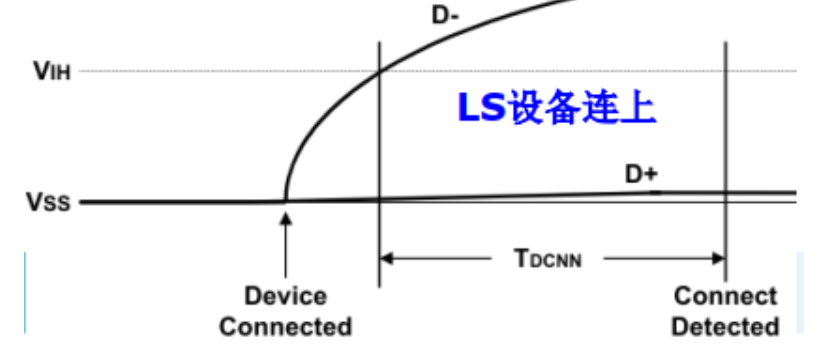 D-
VIH
LS设备连上
D+
VSS
TDCNN
Device
Connected
Connect
Detected